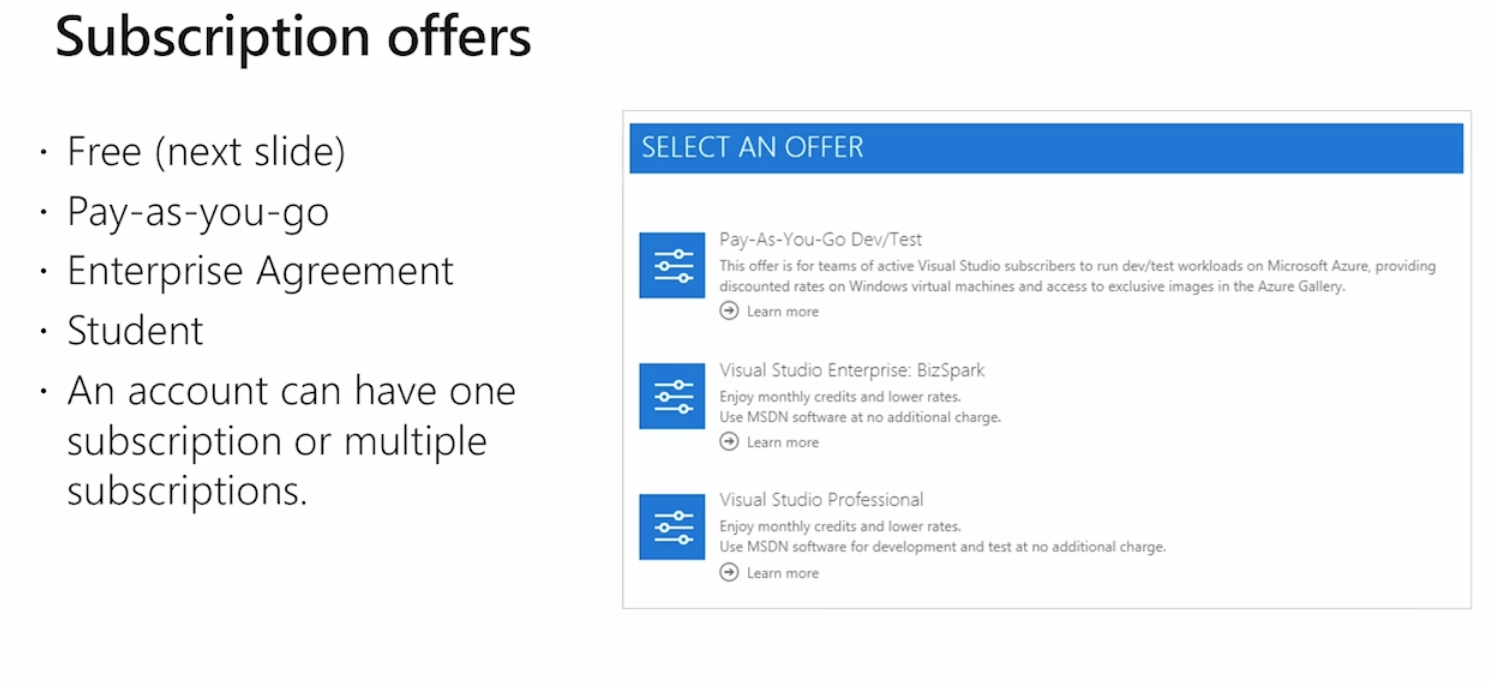 Subscription offers
· Free (next slide)
· Pay-as-you-go
· Enterprise Agreement
· Student
· An account can have one
subscription or multiple
subscriptions.
SELECT AN OFFER
Pay-As-You-Go Dev/Test
This offer is for teams of active Visual Studio subscribers to run dev/test workloads on Microsoft Azure, providing
discounted rates on Windows virtual machines and access to exclusive images in the Azure Gallery.
Learn more
Visual Studio Enterprise: BizSpark
Enjoy monthly credits and lower rates.
Use MSDN software at no additional charge.
Learn more
Visual Studio Professional
Enjoy monthly credits and lower rates.
Use MSDN software for development and test at no additional charge.
Learn more